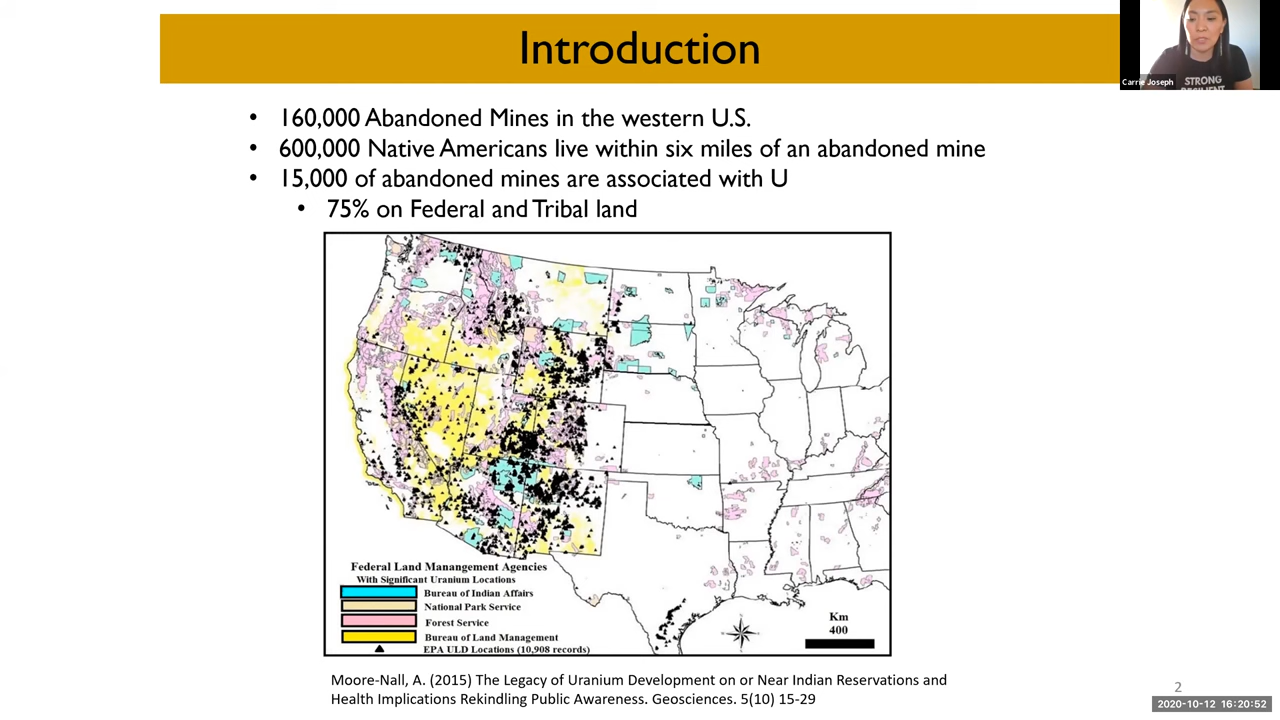 Introduction
Carrie Joseph
STRONG
RESILIENT
• 160,000 Abandoned Mines in the western U.S.
• 600,000 Native Americans live within six miles of an abandoned mine
• 15,000 of abandoned mines are associated with U
• 75% on Federal and Tribal land
Federal Land Manangement Agencies
With Significant Uranium Locations
Bureau of Indian Affairs
National Park Service
Forest Service
Bureau of Land Management
EPA ULD Locations (10,908 records)
Km
400
Moore-Nall, A. (2015) The Legacy of Uranium Development on or Near Indian Reservations and
Health Implications Rekindling Public Awareness. Geosciences. 5(10) 15-29
2
2020-10-12 16:20:52